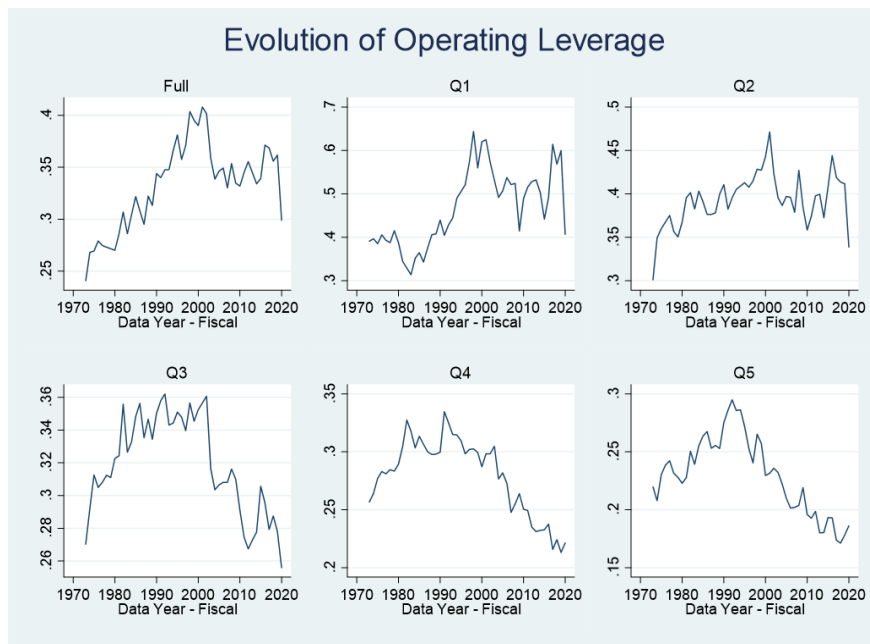 Evolution of Operating Leverage
Full
.4
.35
.3
.25
1970 1980 1990 2000 2010 2020
Data Year - Fiscal
Q1
.7
.6
.5
.4
.3
1970 1980 1990 2000 2010 2020
Data Year - Fiscal
Q2
.5
.45
.4
.35
.3
1970 1980 1990 2000 2010 2020
Data Year - Fiscal
Q3
.36
.34
.32
.3
.28
.26
1970 1980 1990 2000 2010 2020
Data Year - Fiscal
Q4
.35
.3
.25
.2
1970 1980 1990 2000 2010 2020
Data Year - Fiscal
Q5
.3
.25
.2
.15
1970 1980 1990 2000 2010 2020
Data Year - Fiscal